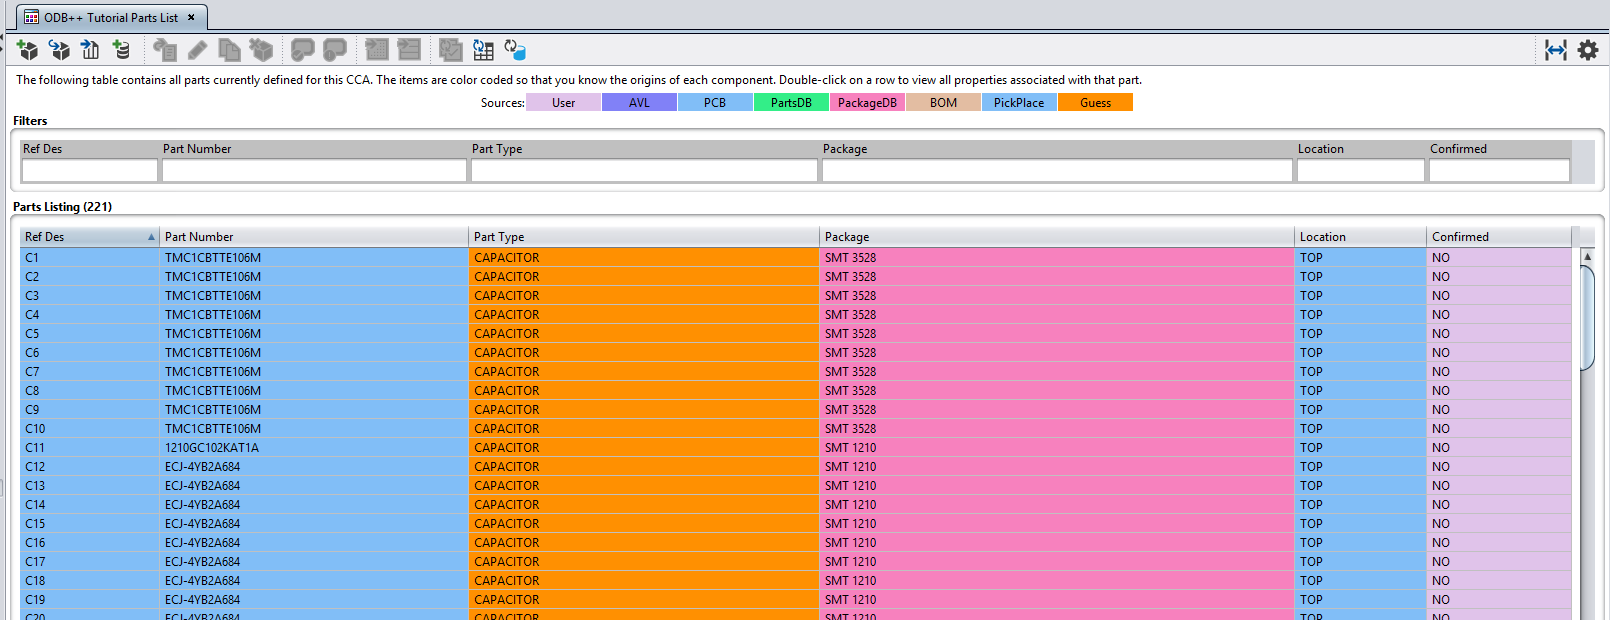 ODB++ Tutorial Parts List
The following table contains all parts currently defined for this CCA. The items are color coded so that you know the origins of each component. Double-click on a row to view all properties associated with that part.
Sources: User AVL PCB PartsDB PackageDB BOM PickPlace Guess
Filters
Ref Des Part Number Part Type Package Location Confirmed
Parts Listing (221)
Ref Des Part Number Part Type Package Location Confirmed
C1 TMC1CBTTE106M CAPACITOR SMT 3528 TOP NO
C2 TMC1CBTTE106M CAPACITOR SMT 3528 TOP NO
C3 TMC1CBTTE106M CAPACITOR SMT 3528 TOP NO
C4 TMC1CBTTE106M CAPACITOR SMT 3528 TOP NO
C5 TMC1CBTTE106M CAPACITOR SMT 3528 TOP NO
C6 TMC1CBTTE106M CAPACITOR SMT 3528 TOP NO
C7 TMC1CBTTE106M CAPACITOR SMT 3528 TOP NO
C8 TMC1CBTTE106M CAPACITOR SMT 3528 TOP NO
C9 TMC1CBTTE106M CAPACITOR SMT 3528 TOP NO
C10 TMC1CBTTE106M CAPACITOR SMT 3528 TOP NO
C11 1210GC102KAT1A CAPACITOR SMT 1210 TOP NO
C12 ECJ-4YB2A684 CAPACITOR SMT 1210 TOP NO
C13 ECJ-4YB2A684 CAPACITOR SMT 1210 TOP NO
C14 ECJ-4YB2A684 CAPACITOR SMT 1210 TOP NO
C15 ECJ-4YB2A684 CAPACITOR SMT 1210 TOP NO
C16 ECJ-4YB2A684 CAPACITOR SMT 1210 TOP NO
C17 ECJ-4YB2A684 CAPACITOR SMT 1210 TOP NO
C18 ECJ-4YB2A684 CAPACITOR SMT 1210 TOP NO
C19 ECJ-4YB2A684 CAPACITOR SMT 1210 TOP NO
C20 ECJ-4YB2A684 CAPACITOR SMT 1210 TOP NO